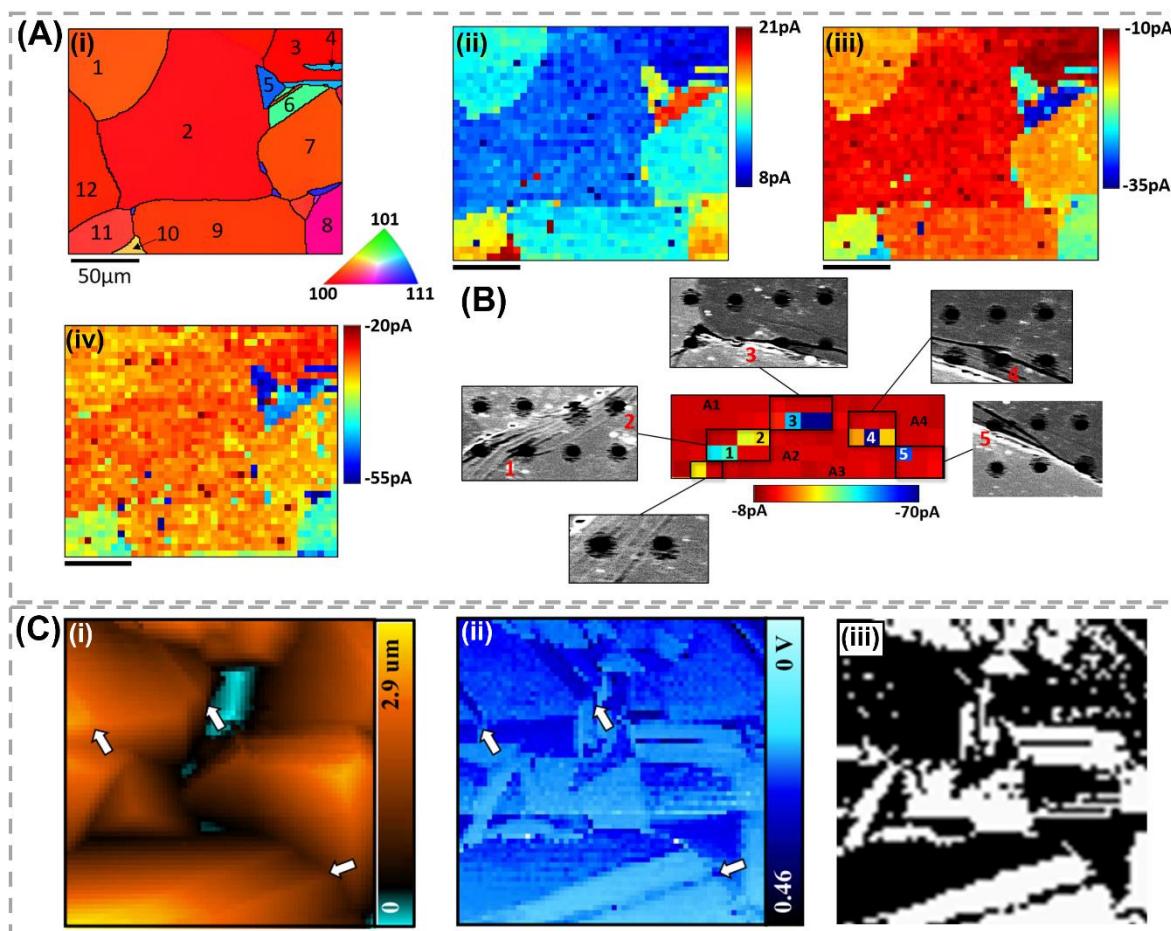 (A)
(i)
1
2
3
4
5
6
7
8
9
10
11
12
50µm
101
100
111
(ii)
21pA
8pA
(iii)
-10pA
-35pA
(iv)
-20pA
-55pA
(B)
3
4
1
2
5
A1
3
A4
2
4
1
A2
5
A3
-8pA
-70pA
(C)
(i)
2.9 um
0
(ii)
0 V
0.46
(iii)